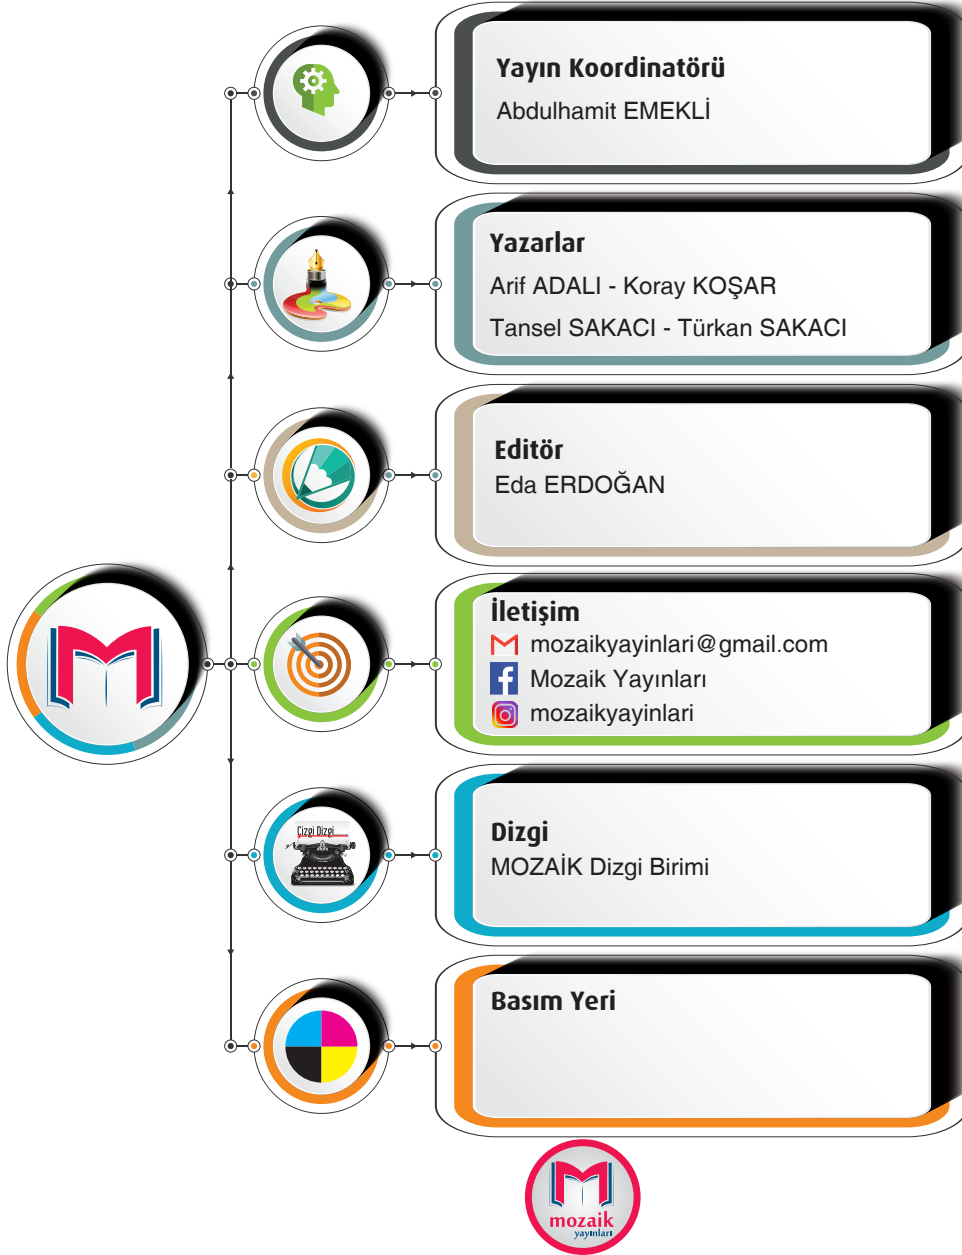 Yayın Koordinatörü
Abdulhamit EMEKLİ
Yazarlar
Arif ADALI - Koray KOŞAR
Tansel SAKACI - Türkan SAKACI
Editör
Eda ERDOĞAN
İletişim
mozaikyayinlari@gmail.com
Mozaik Yayınları
mozaikyayinlari
Çizgi Dizgi
Dizgi
MOZAİK Dizgi Birimi
Basım Yeri
mozaik
yayınları